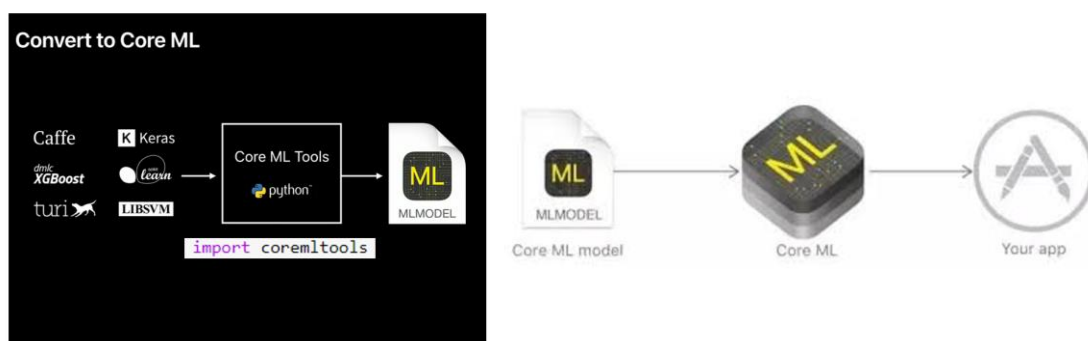 Convert to Core ML
Caffe
K Keras
dmlc
XGBoost
learn
turi
LIBSVM
Core ML Tools
python
ML
MLMODEL
import coremltools
ML
MLMODEL
Core ML model
ML
Core ML
Your app